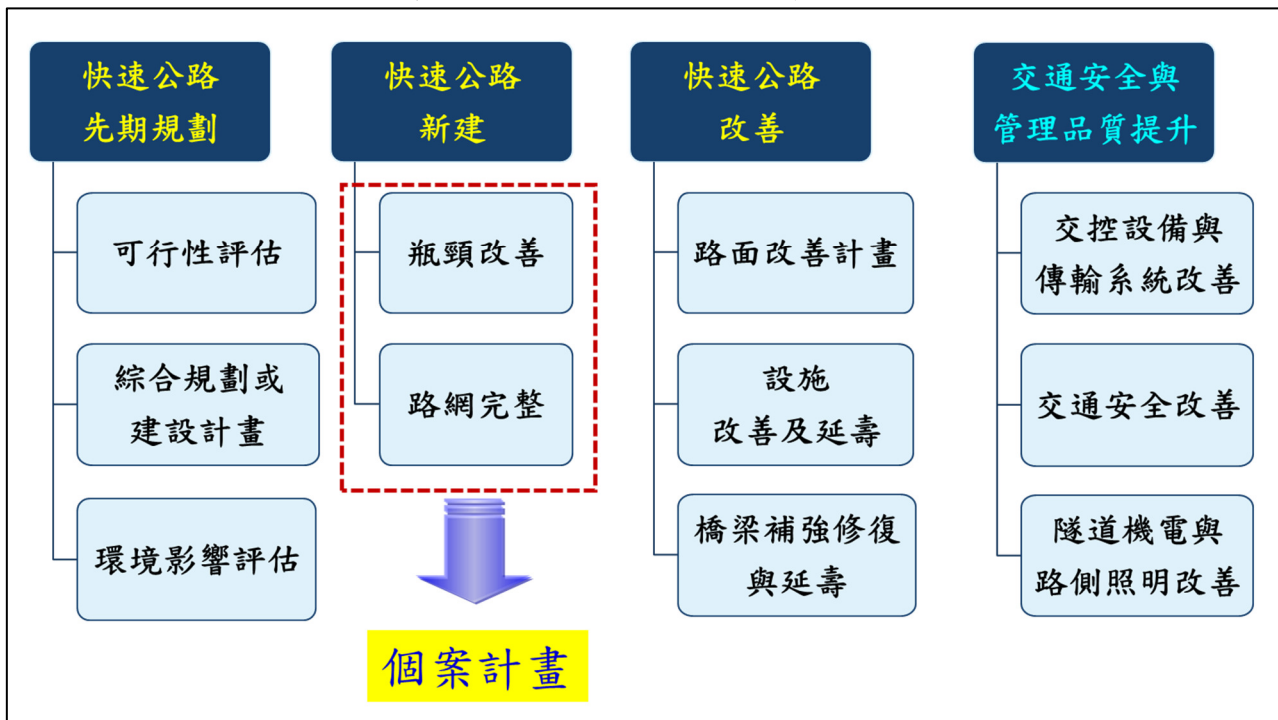 快速公路
先期規劃
可行性評估
綜合規劃或
建設計畫
環境影響評估
快速公路
新建
瓶頸改善
路網完整
個案計畫
快速公路
改善
路面改善計畫
設施
改善及延壽
橋梁補強修復
與延壽
交通安全與
管理品質提升
交控設備與
傳輸系統改善
交通安全改善
隧道機電與
路側照明改善